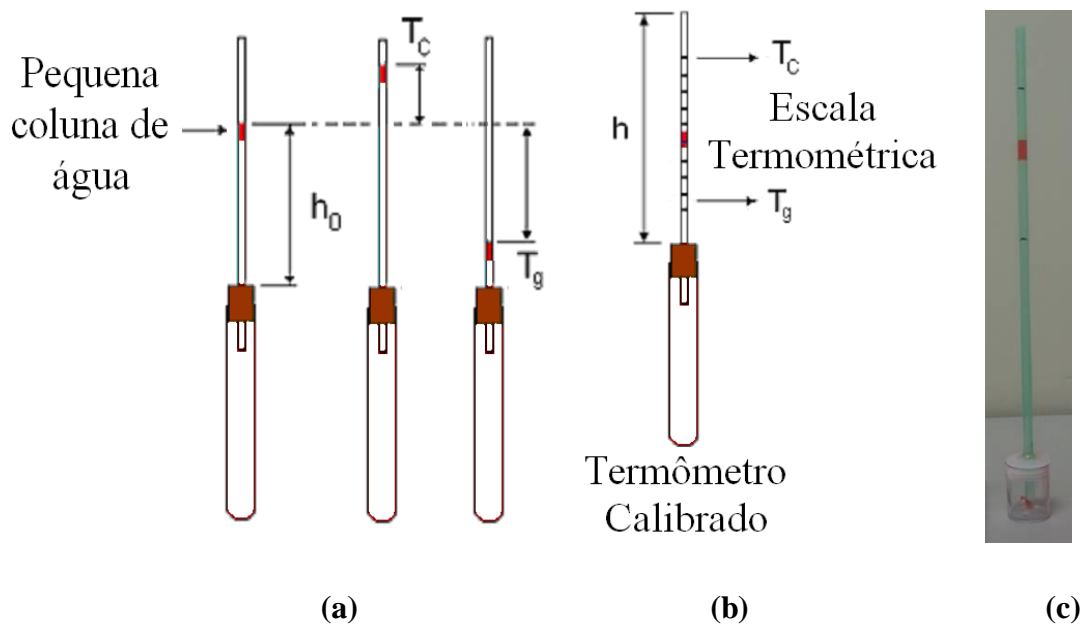 Pequena
coluna de
água
h0
Tc
Tg
h
Tc
Escala
Termométrica
Tg
Termômetro
Calibrado
(a)
(b)
(c)